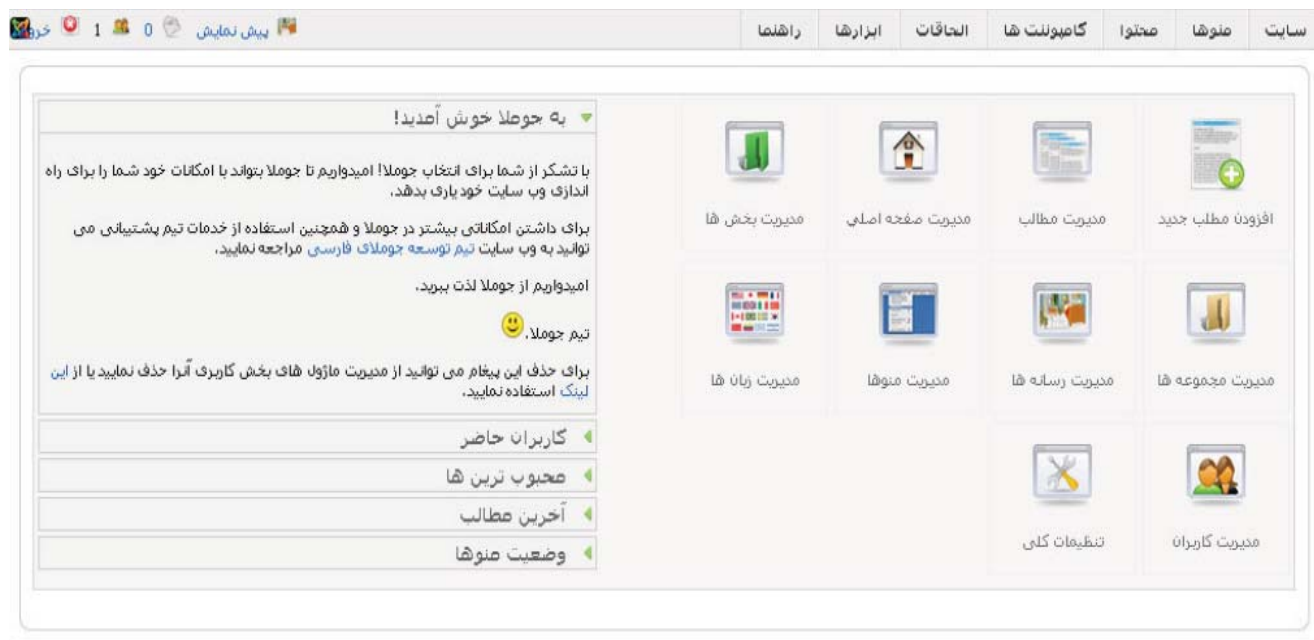 سایت منوها محتوا کامپوننت ها الحاقات ابزارها راهنما
پیش نمایش 0 1
افزودن مطلب جدید
مدیریت مطالب
مدیریت صفحه اصلی
مدیریت بخش ها
مدیریت مجموعه ها
مدیریت رسانه ها
مدیریت منوها
مدیریت زبان ها
مدیریت کاربران
تنظیمات کلی
به جوملا خوش آمدید!
با تشکر از شما برای انتخاب جوملا! امیدواریم تا جوملا بتواند با امکانات خود شما را برای راه
اندازی وب سایت خود یاری بدهد.
برای داشتن امکاناتی بیشتر در جوملا و همچنین استفاده از خدمات تیم پشتیبانی می
توانید به وب سایت تیم توسعه جوملای فارسی مراجعه نمایید.
امیدواریم از جوملا لذت ببرید.
تیم جوملا.
برای حذف این پیغام می توانید از مدیریت ماژول های بخش کاربری آنرا حذف نمایید یا از این
لینک استفاده نمایید.
کاربران حاضر
محبوب ترین ها
آخرین مطالب
وضعیت منوها